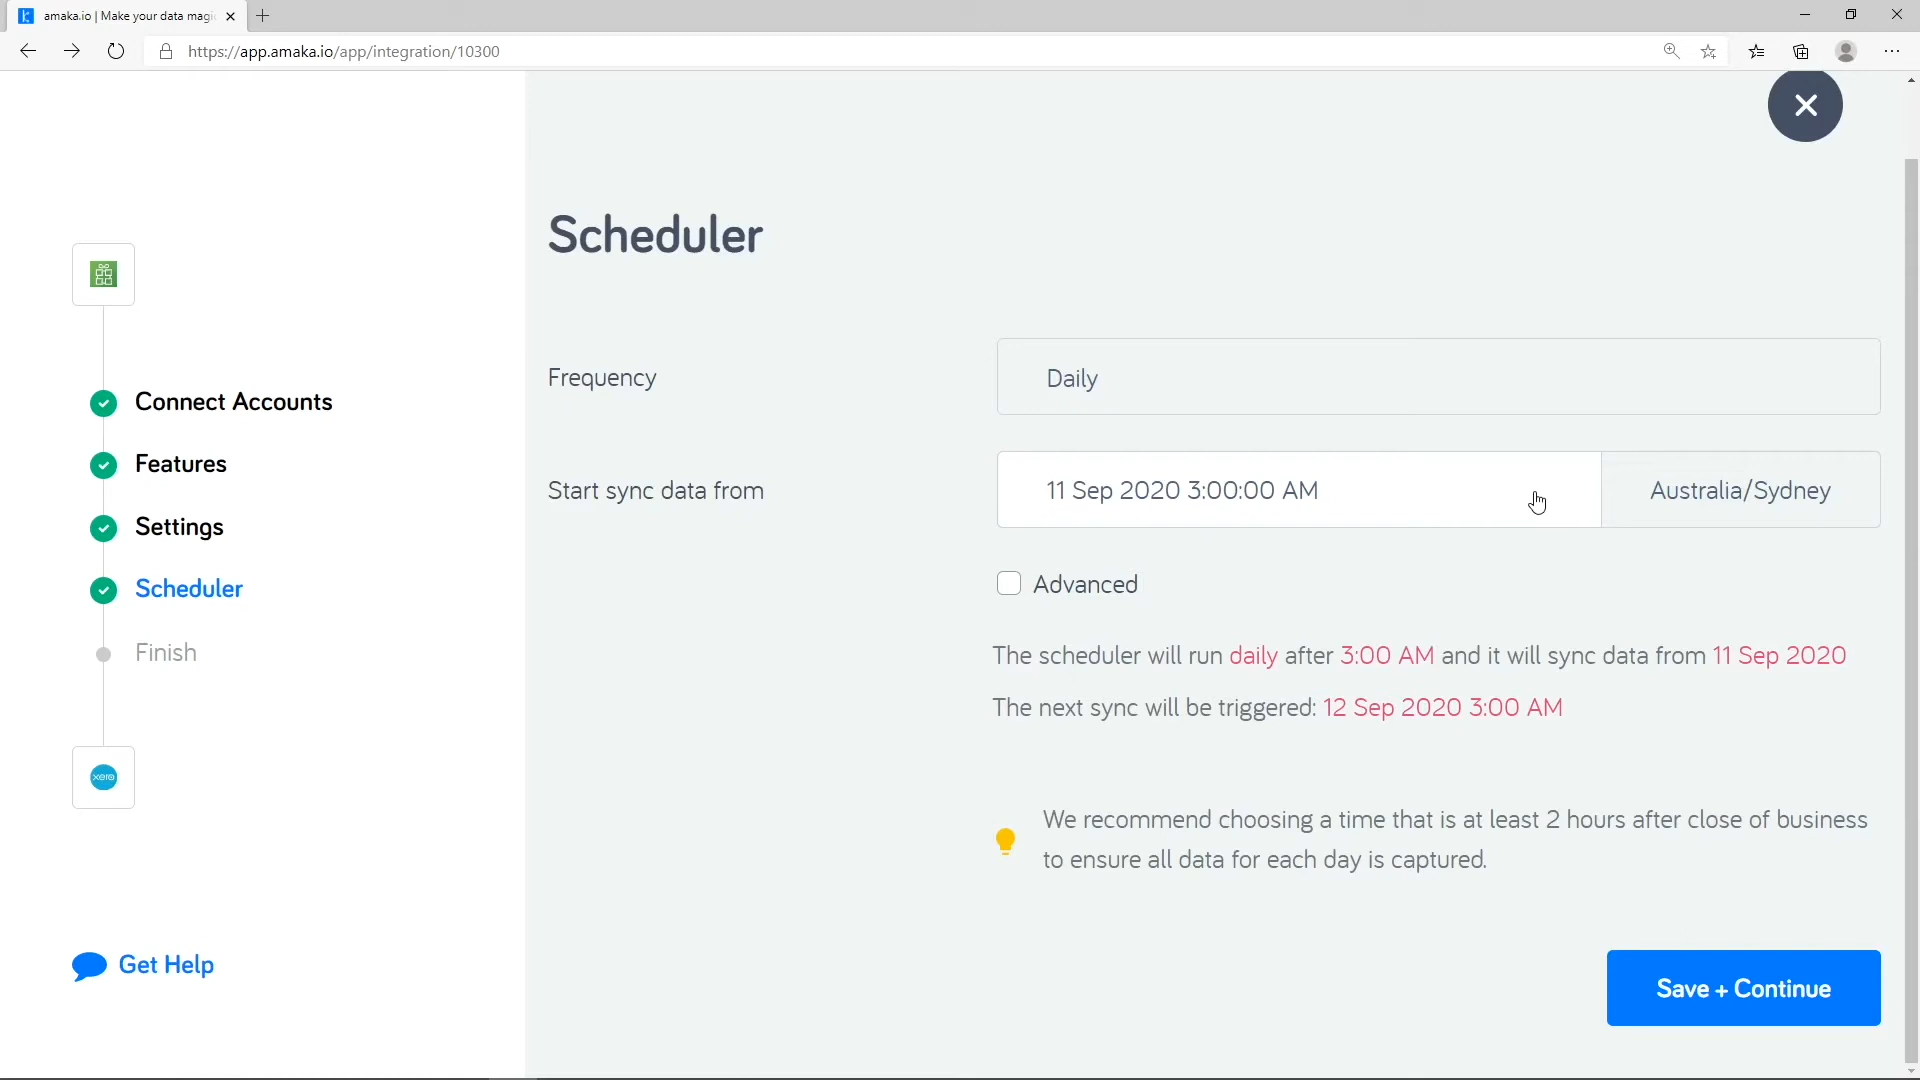 amaka.io | Make your data magi
https://app.amaka.io/app/integration/10300
Scheduler
Frequency
Daily
Start sync data from
11 Sep 2020 3:00:00 AM
Australia/Sydney
Advanced
The scheduler will run daily after 3:00 AM and it will sync data from 11 Sep 2020
The next sync will be triggered: 12 Sep 2020 3:00 AM
We recommend choosing a time that is at least 2 hours after close of business
to ensure all data for each day is captured.
Save + Continue
Connect Accounts
Features
Settings
Scheduler
Finish
xero
Get Help